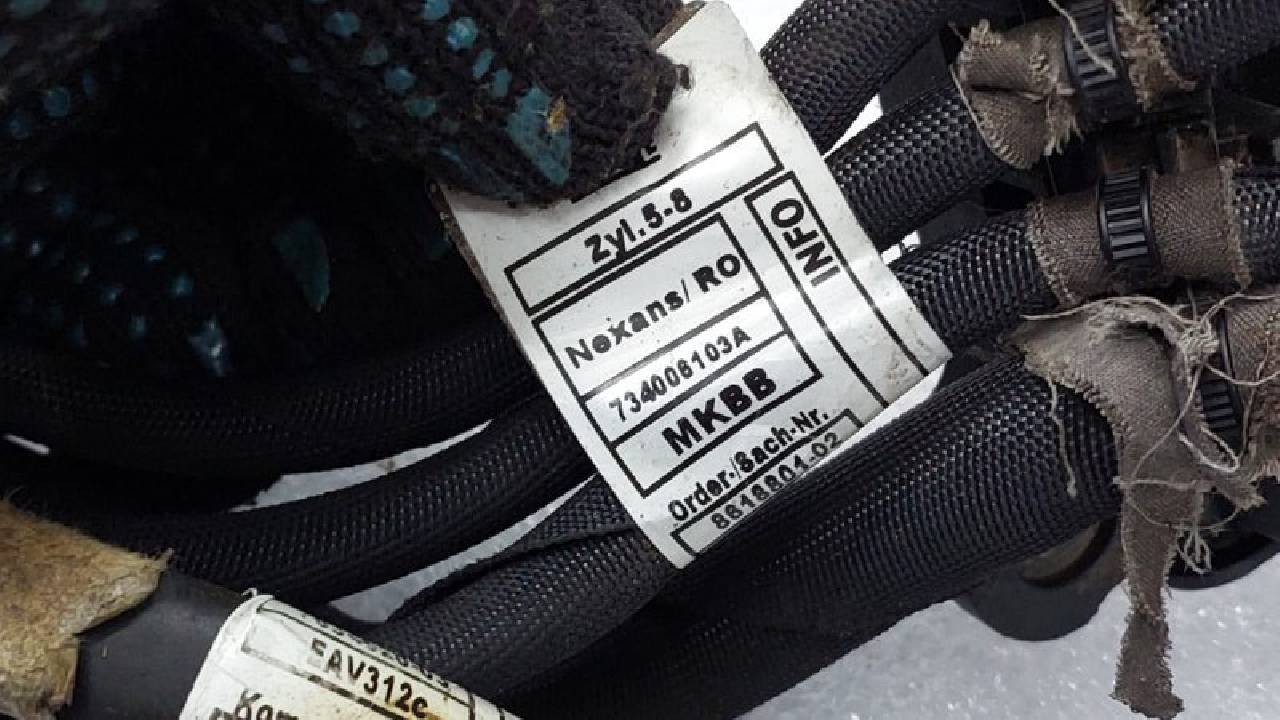 Zyl.5-8
INFO
Nexans/ RO
734006103A
MKBB
Order-/Sach-Nr.
8618801-02
EAV312c